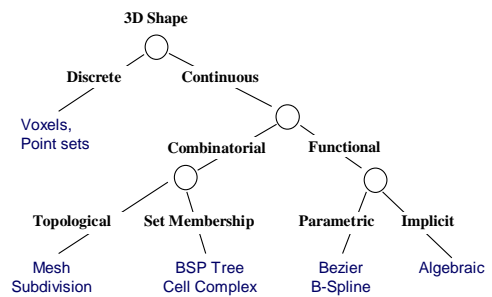 3D Shape
Discrete Continuous
Voxels,
Point sets
Combinatorial Functional
Topological Set Membership Parametric Implicit
Mesh BSP Tree Bezier Algebraic
Subdivision Cell Complex B-Spline